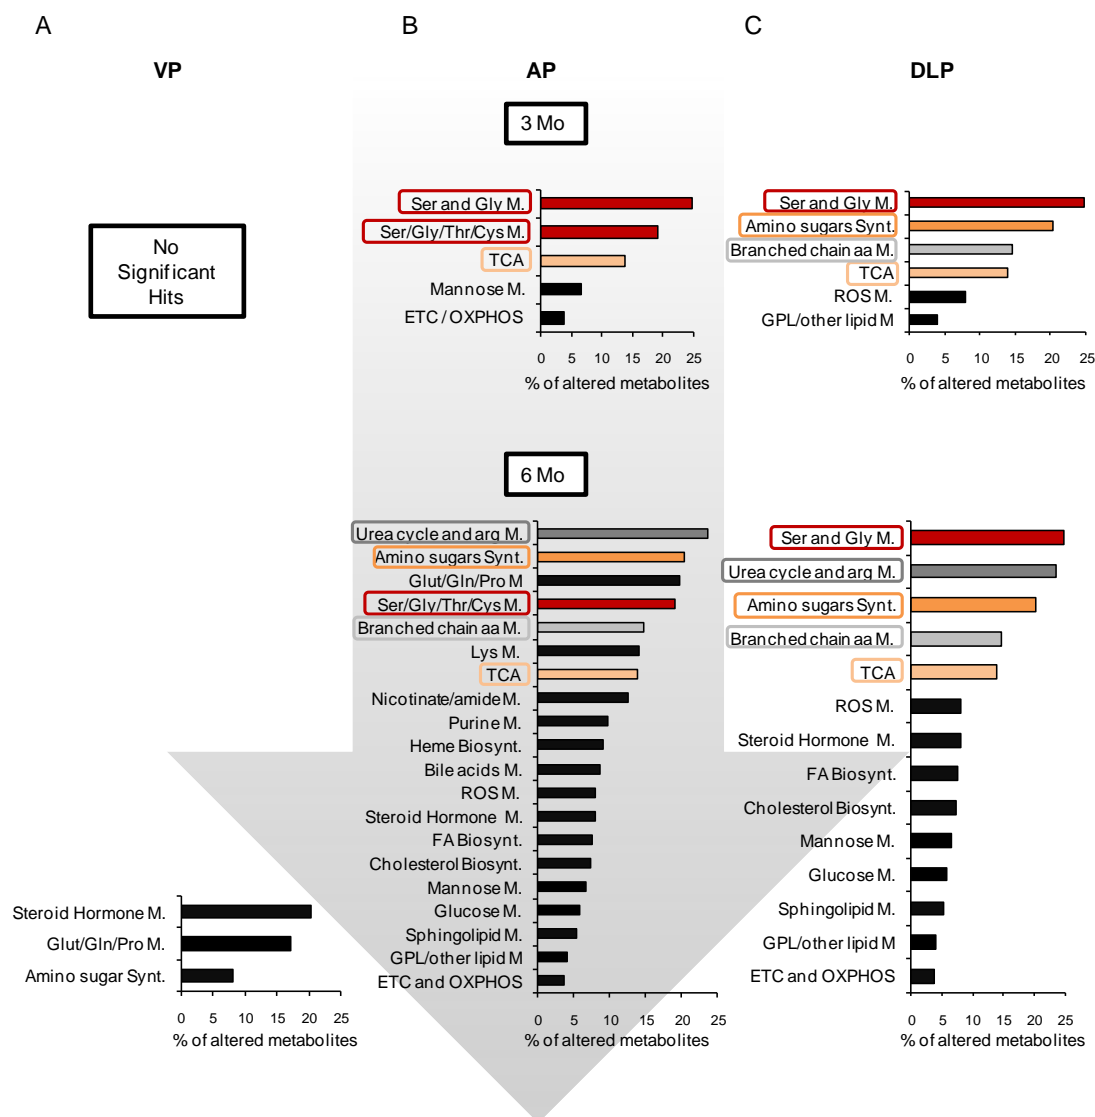 A
B
C
VP
AP
DLP
3 Mo
No
Significant
Hits
Ser and Gly M.
Ser/Gly/Thr/Cys M.
TCA
Mannose M.
ETC / OXPHOS
0 5 10 15 20 25
% of altered metabolites
Ser and Gly M.
Amino sugars Synt.
Branched chain aa M.
TCA
ROS M.
GPL/other lipid M
0 5 10 15 20 25
% of altered metabolites
6 Mo
Steroid Hormone M.
Glut/Gln/Pro M.
Amino sugar Synt.
0 5 10 15 20 25
% of altered metabolites
Urea cycle and arg M.
Amino sugars Synt.
Glut/Gln/Pro M
Ser/Gly/Thr/Cys M.
Branched chain aa M.
Lys M.
TCA
Nicotinate/amide M.
Purine M.
Heme Biosynt.
Bile acids M.
ROS M.
Steroid Hormone M.
FA Biosynt.
Cholesterol Biosynt.
Mannose M.
Glucose M.
Sphingolipid M.
GPL/other lipid M
ETC and OXPHOS
0 5 10 15 20 25
% of altered metabolites
Ser and Gly M.
Urea cycle and arg M.
Amino sugars Synt.
Branched chain aa M.
TCA
ROS M.
Steroid Hormone M.
FA Biosynt.
Cholesterol Biosynt.
Mannose M.
Glucose M.
Sphingolipid M.
GPL/other lipid M
ETC and OXPHOS
0 5 10 15 20 25
% of altered metabolites